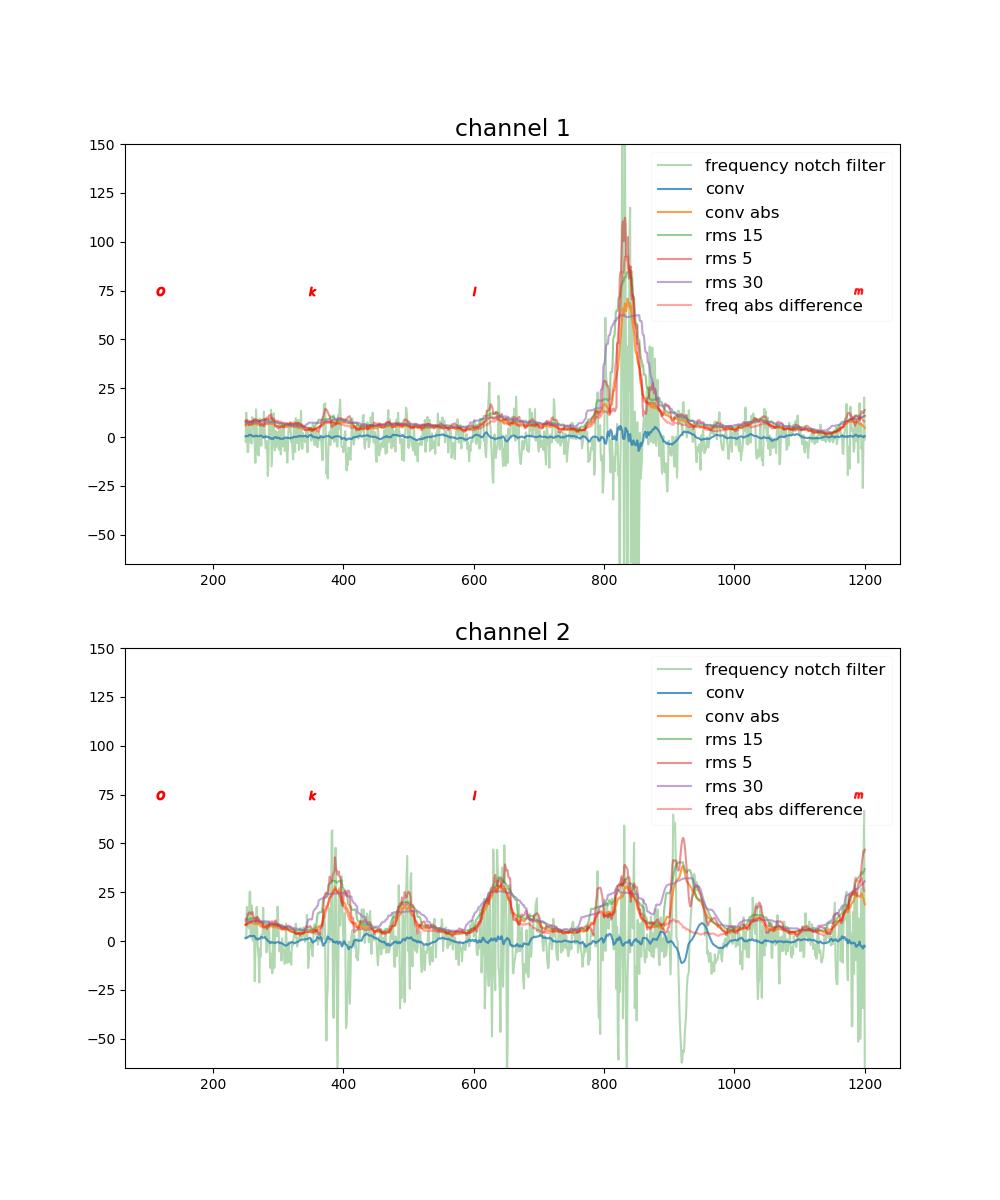 channel 1
150
125
100
75
50
25
0
−25
−50
frequency notch filter
conv
conv abs
rms 15
rms 5
rms 30
freq abs difference
O k l m
200 400 600 800 1000 1200
channel 2
150
125
100
75
50
25
0
−25
−50
frequency notch filter
conv
conv abs
rms 15
rms 5
rms 30
freq abs difference
O k l m
200 400 600 800 1000 1200